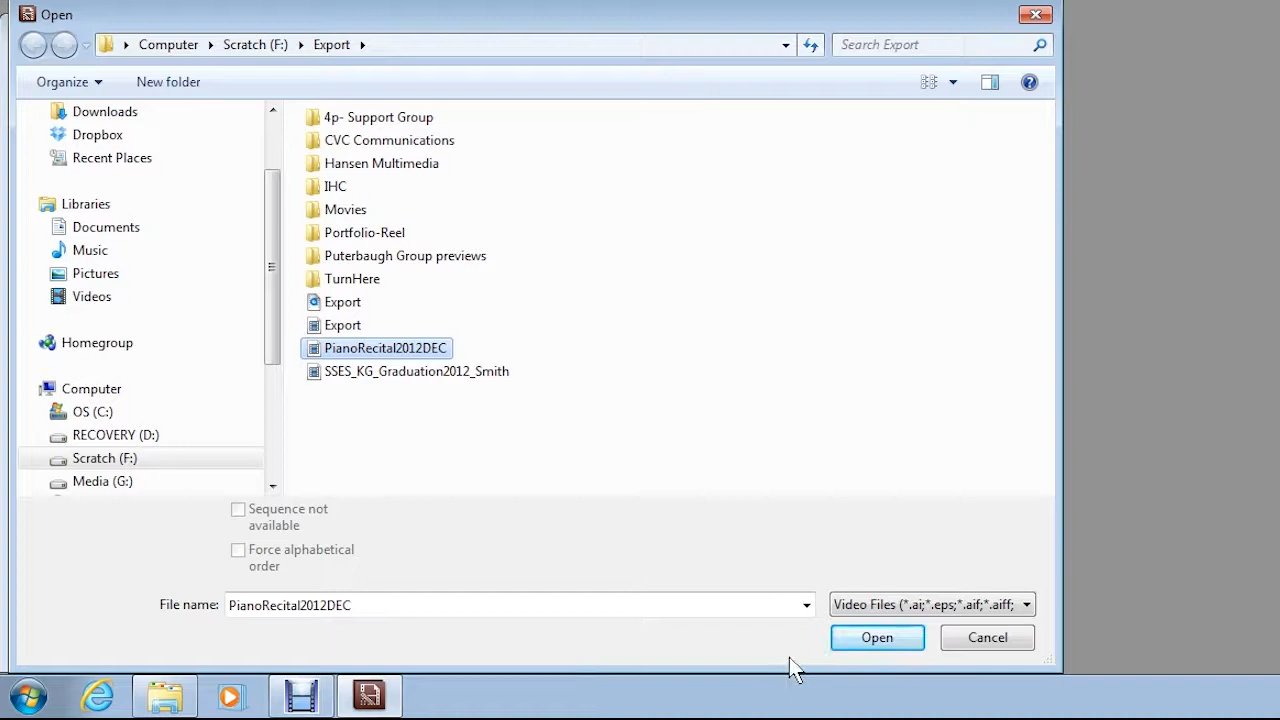 Open
Computer Scratch (F:) Export
Search Export
Organize New folder
Downloads
Dropbox
Recent Places
Libraries
Documents
Music
Pictures
Videos
Homegroup
Computer
OS (C:)
RECOVERY (D:)
Scratch (F:)
Media (G:)
4p- Support Group
CVC Communications
Hansen Multimedia
IHC
Movies
Portfolio-Reel
Puterbaugh Group previews
TurnHere
Export
Export
PianoRecital2012DEC
SSES_KG_Graduation2012_Smith
Sequence not
available
Force alphabetical
order
File name: PianoRecital2012DEC
Video Files (*.ai;*.eps;*.aif;*.aiff;
Open Cancel